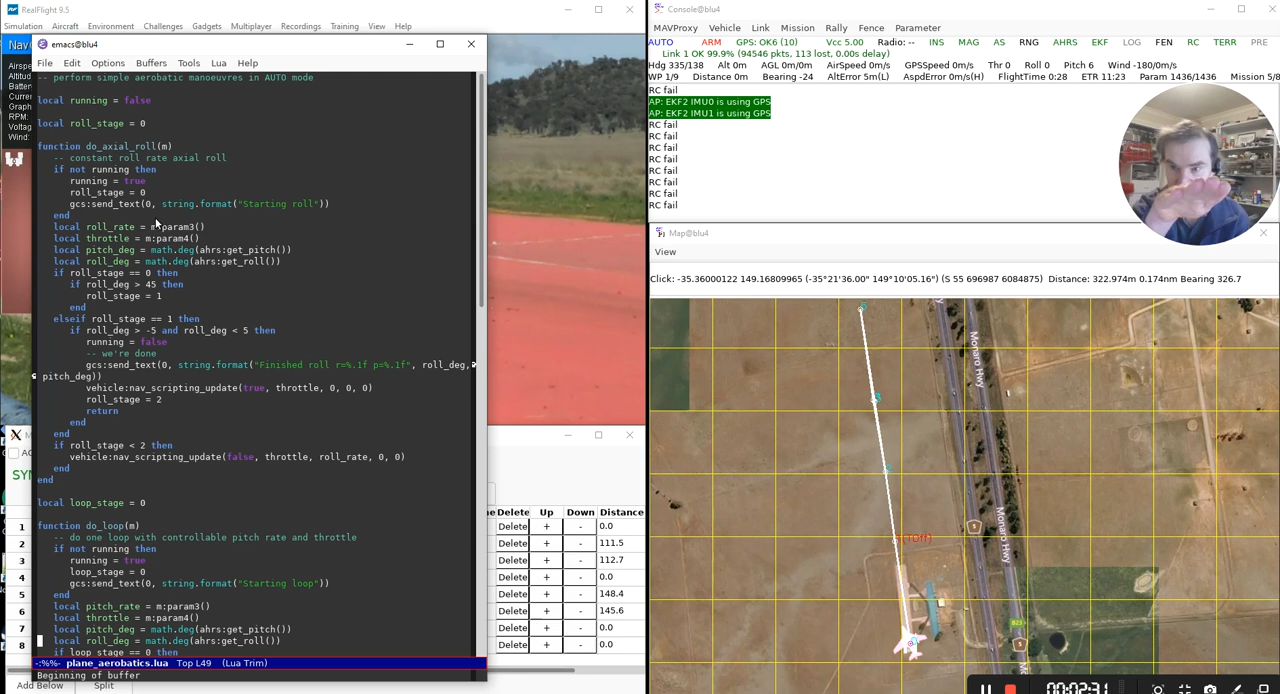 RealFlight 9.5
Simulation Aircraft Environment Challenges Gadgets Multiplayer Recordings Training View Help
emacs@blu4
File Edit Options Buffers Tools Lua Help
-- perform simple aerobatic manoeuvres in AUTO mode
local running = false
local roll_stage = 0
function do_axial_roll(m)
-- constant roll rate axial roll
if not running then
running = true
roll_stage = 0
gcs:send_text(0, string.format("Starting roll"))
end
local roll_rate = m:param3()
local throttle = m:param4()
local pitch_deg = math.deg(ahrs:get_pitch())
local roll_deg = math.deg(ahrs:get_roll())
if roll_stage == 0 then
if roll_deg > 45 then
roll_stage = 1
end
elseif roll_stage == 1 then
if roll_deg > -5 and roll_deg < 5 then
running = false
-- we're done
gcs:send_text(0, string.format("Finished roll r=%.1f p=%.1f", roll_deg,
pitch_deg))
vehicle:nav_scripting_update(true, throttle, 0, 0, 0)
roll_stage = 2
return
end
end
if roll_stage < 2 then
vehicle:nav_scripting_update(false, throttle, roll_rate, 0, 0)
end
end
local loop_stage = 0
function do_loop(m)
-- do one loop with controllable pitch rate and throttle
if not running then
running = true
loop_stage = 0
gcs:send_text(0, string.format("Starting loop"))
end
local pitch_rate = m:param3()
local throttle = m:param4()
local pitch_deg = math.deg(ahrs:get_pitch())
local roll_deg = math.deg(ahrs:get_roll())
if loop_stage == 0 then
-:%%- plane_aerobatics.lua Top L49 (Lua Trim)
Beginning of buffer
Add Below Split
Delete Up Down Distance
1 Delete + - 0.0
2 Delete + - 111.5
3 Delete + - 112.7
4 Delete + - 0.0
5 Delete + - 148.4
6 Delete + - 145.6
7 Delete + - 0.0
8 Delete + - 0.0
Console@blu4
MAVProxy Vehicle Link Mission Rally Fence Parameter
AUTO ARM GPS: OK6 (10) Vcc 5.00 Radio: -- INS MAG AS RNG AHRS EKF LOG FEN RC TERR PRE
Link 1 OK 99.9% (94546 pkts, 113 lost, 0.00s delay)
Hdg 335/138 Alt 0m AGL 0m/0m AirSpeed 0m/s GPSSpeed 0m/s Thr 0 Roll 0 Pitch 6 Wind -180/0m/s
WP 1/9 Distance 0m Bearing -24 AltError 5m(L) AspdError 0m/s(H) FlightTime 0:28 ETR 11:23 Param 1436/1436 Mission 5/8
RC fail
AP: EKF2 IMU0 is using GPS
AP: EKF2 IMU1 is using GPS
RC fail
RC fail
RC fail
RC fail
RC fail
RC fail
RC fail
RC fail
Map@blu4
View
Click: -35.36000122 149.16809965 (-35°21'36.00" 149°10'05.16") (S 55 696987 6084875) Distance: 322.974m 0.174nm Bearing 326.7
Monaro Hwy
Monaro Hwy
B23
00:02:31